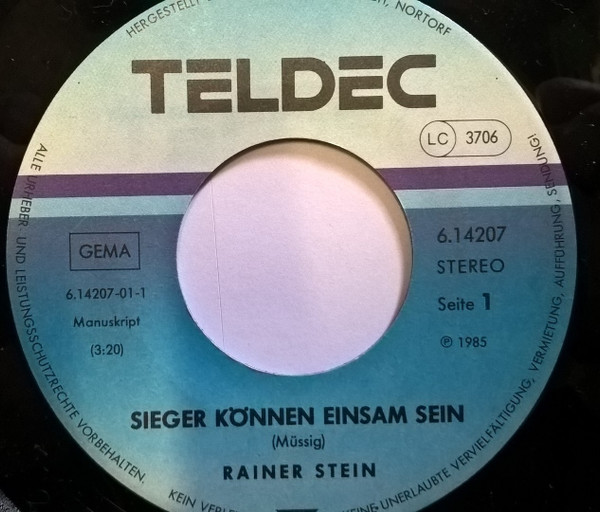 HERGESTELLT
NORTORF
TELDEC
LC 3706
ALLE URHEBER- UND LEISTUNGSSCHUTZRECHTE VORBEHALTEN.
GEMA
6.14207-01-1
Manuskript
(3:20)
6.14207
STEREO
Seite 1
℗ 1985
SIEGER KÖNNEN EINSAM SEIN
(Müssig)
RAINER STEIN
KEIN
KEINE UNERLAUBTE VERVIELFÄLTIGUNG, VERMIETUNG, AUFFÜHRUNG, SENDUNG!